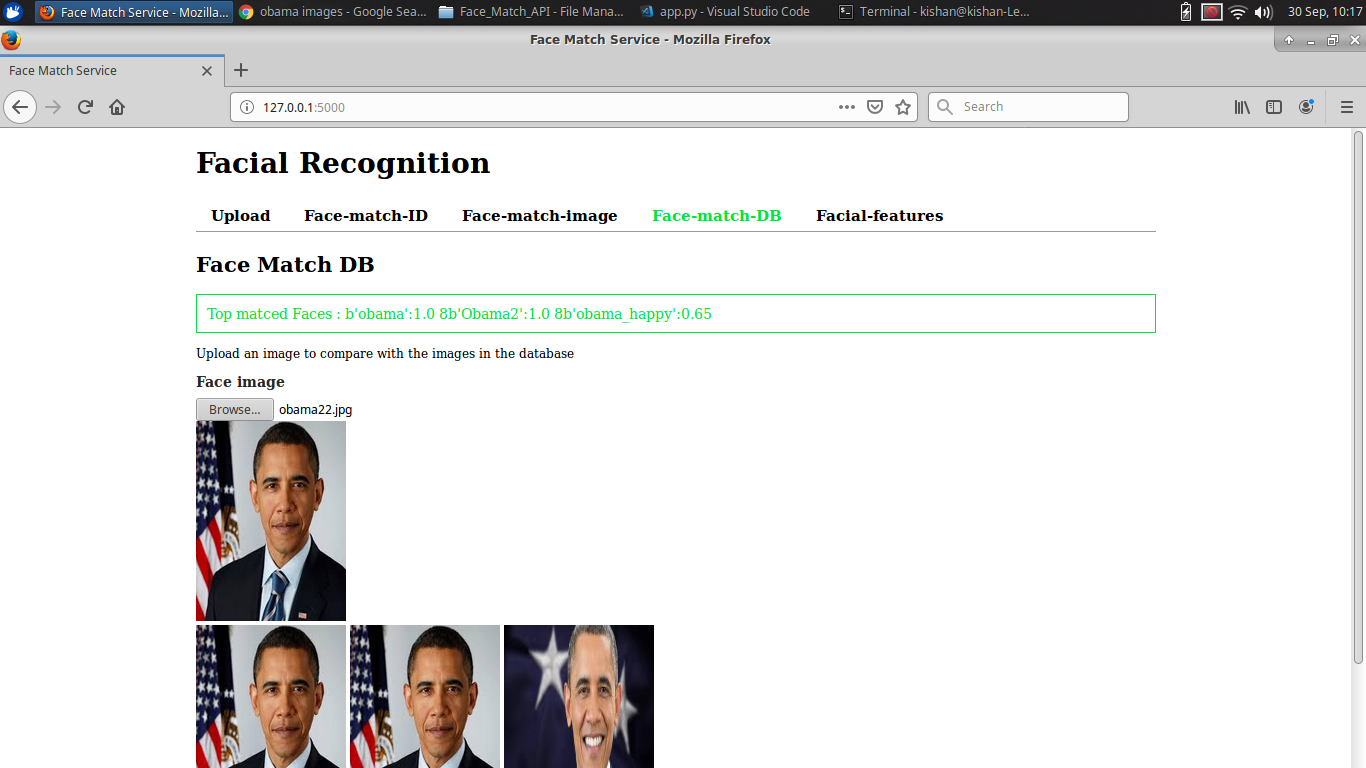 Face Match Service - Mozilla...
obama images - Google Sea...
Face_Match_API - File Mana...
app.py - Visual Studio Code
Terminal - kishan@kishan-Le...
30 Sep, 10:17
Face Match Service - Mozilla Firefox
Face Match Service
127.0.0.1:5000
Search
Facial Recognition
Upload Face-match-ID Face-match-image Face-match-DB Facial-features
Face Match DB
Top matced Faces : b'obama':1.0 8b'Obama2':1.0 8b'obama_happy':0.65
Upload an image to compare with the images in the database
Face image
Browse... obama22.jpg